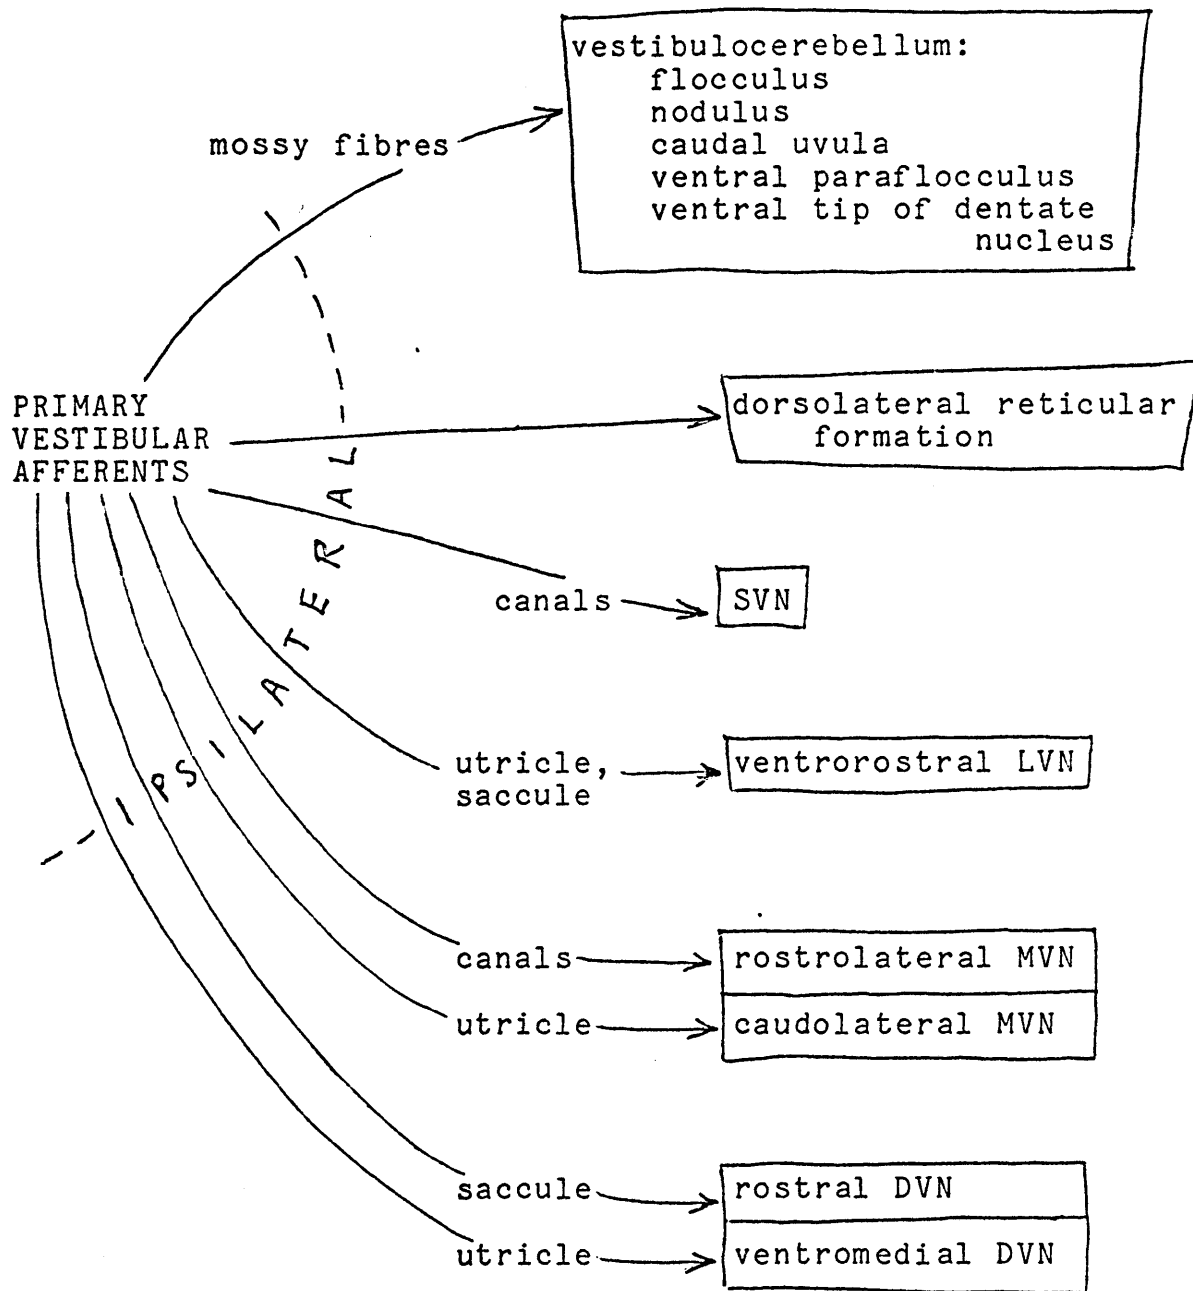 vestibulocerebellum:
flocculus
nodulus
caudal uvula
ventral paraflocculus
ventral tip of dentate
nucleus
mossy fibres
PRIMARY
VESTIBULAR
AFFERENTS
dorsolateral reticular
formation
IPSILATERAL
canals
SVN
utricle,
saccule
ventrorostral LVN
canals
rostrolateral MVN
utricle
caudolateral MVN
saccule
rostral DVN
utricle
ventromedial DVN